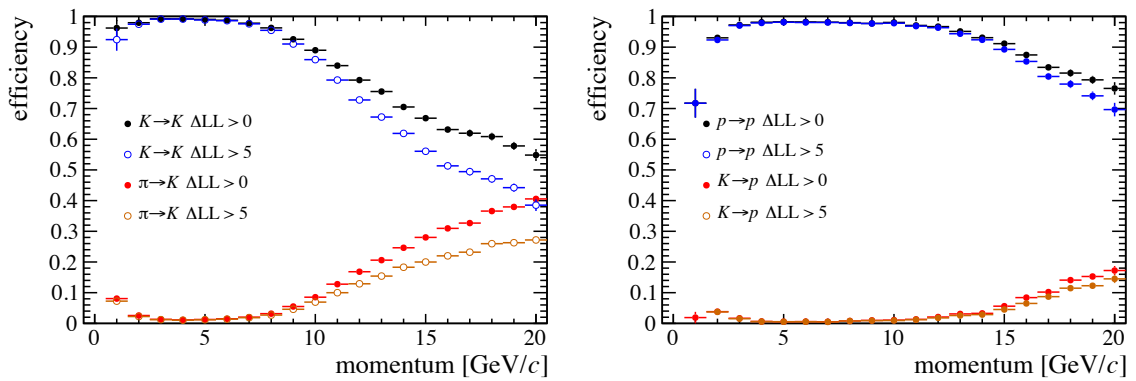 efficiency
1
0.9
0.8
0.7
0.6
0.5
0.4
0.3
0.2
0.1
0
K→K ΔLL > 0
K→K ΔLL > 5
π→K ΔLL > 0
π→K ΔLL > 5
0 5 10 15 20
momentum [GeV/c]
efficiency
1
0.9
0.8
0.7
0.6
0.5
0.4
0.3
0.2
0.1
0
p→p ΔLL > 0
p→p ΔLL > 5
K→p ΔLL > 0
K→p ΔLL > 5
0 5 10 15 20
momentum [GeV/c]